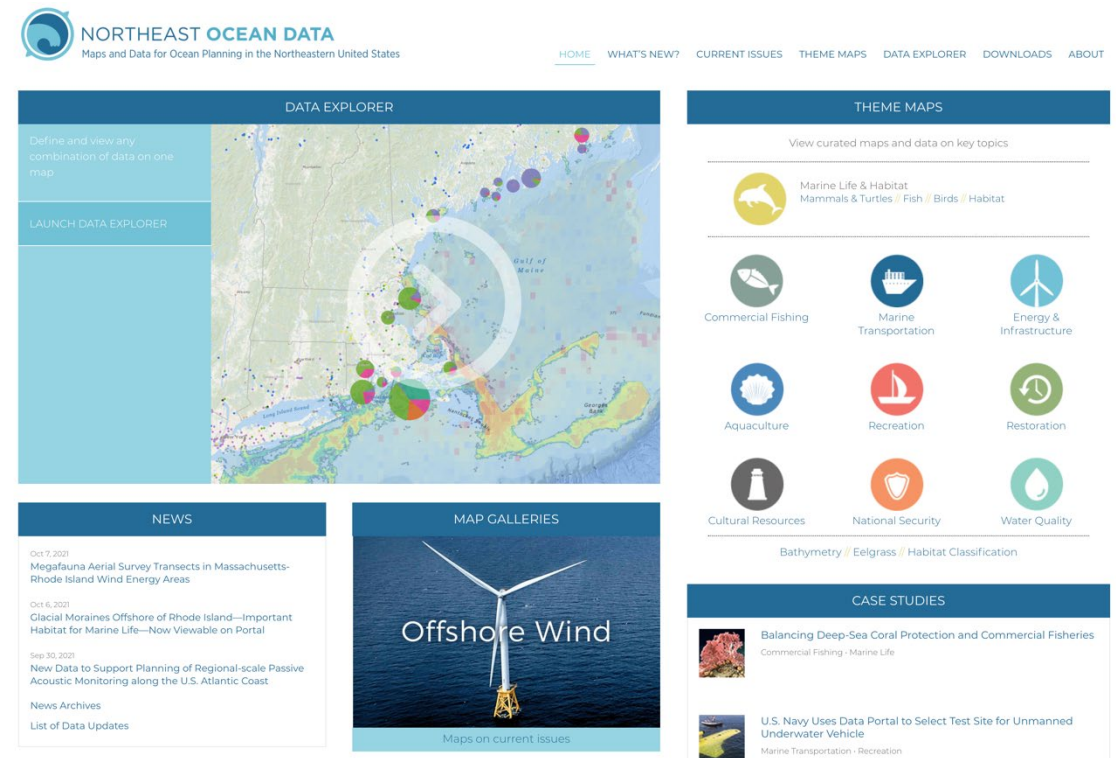 NORTHEAST OCEAN DATA
Maps and Data for Ocean Planning in the Northeastern United States
HOME
WHAT'S NEW?
CURRENT ISSUES
THEME MAPS
DATA EXPLORER
DOWNLOADS
ABOUT
DATA EXPLORER
Define and view any
combination of data on one
map
LAUNCH DATA EXPLORER
Gulf of
Maine
Long Island Sound
Georges
Bank
NEWS
Oct 7, 2021
Megafauna Aerial Survey Transects in Massachusetts-
Rhode Island Wind Energy Areas
Oct 6, 2021
Glacial Moraines Offshore of Rhode Island—Important
Habitat for Marine Life—Now Viewable on Portal
Sep 30, 2021
New Data to Support Planning of Regional-scale Passive
Acoustic Monitoring along the U.S. Atlantic Coast
News Archives
List of Data Updates
MAP GALLERIES
Offshore Wind
Maps on current issues
THEME MAPS
View curated maps and data on key topics
Marine Life & Habitat
Mammals & Turtles // Fish // Birds // Habitat
Commercial Fishing
Marine
Transportation
Energy &
Infrastructure
Aquaculture
Recreation
Restoration
Cultural Resources
National Security
Water Quality
Bathymetry // Eelgrass // Habitat Classification
CASE STUDIES
Balancing Deep-Sea Coral Protection and Commercial Fisheries
Commercial Fishing - Marine Life
U.S. Navy Uses Data Portal to Select Test Site for Unmanned
Underwater Vehicle
Marine Transportation - Recreation